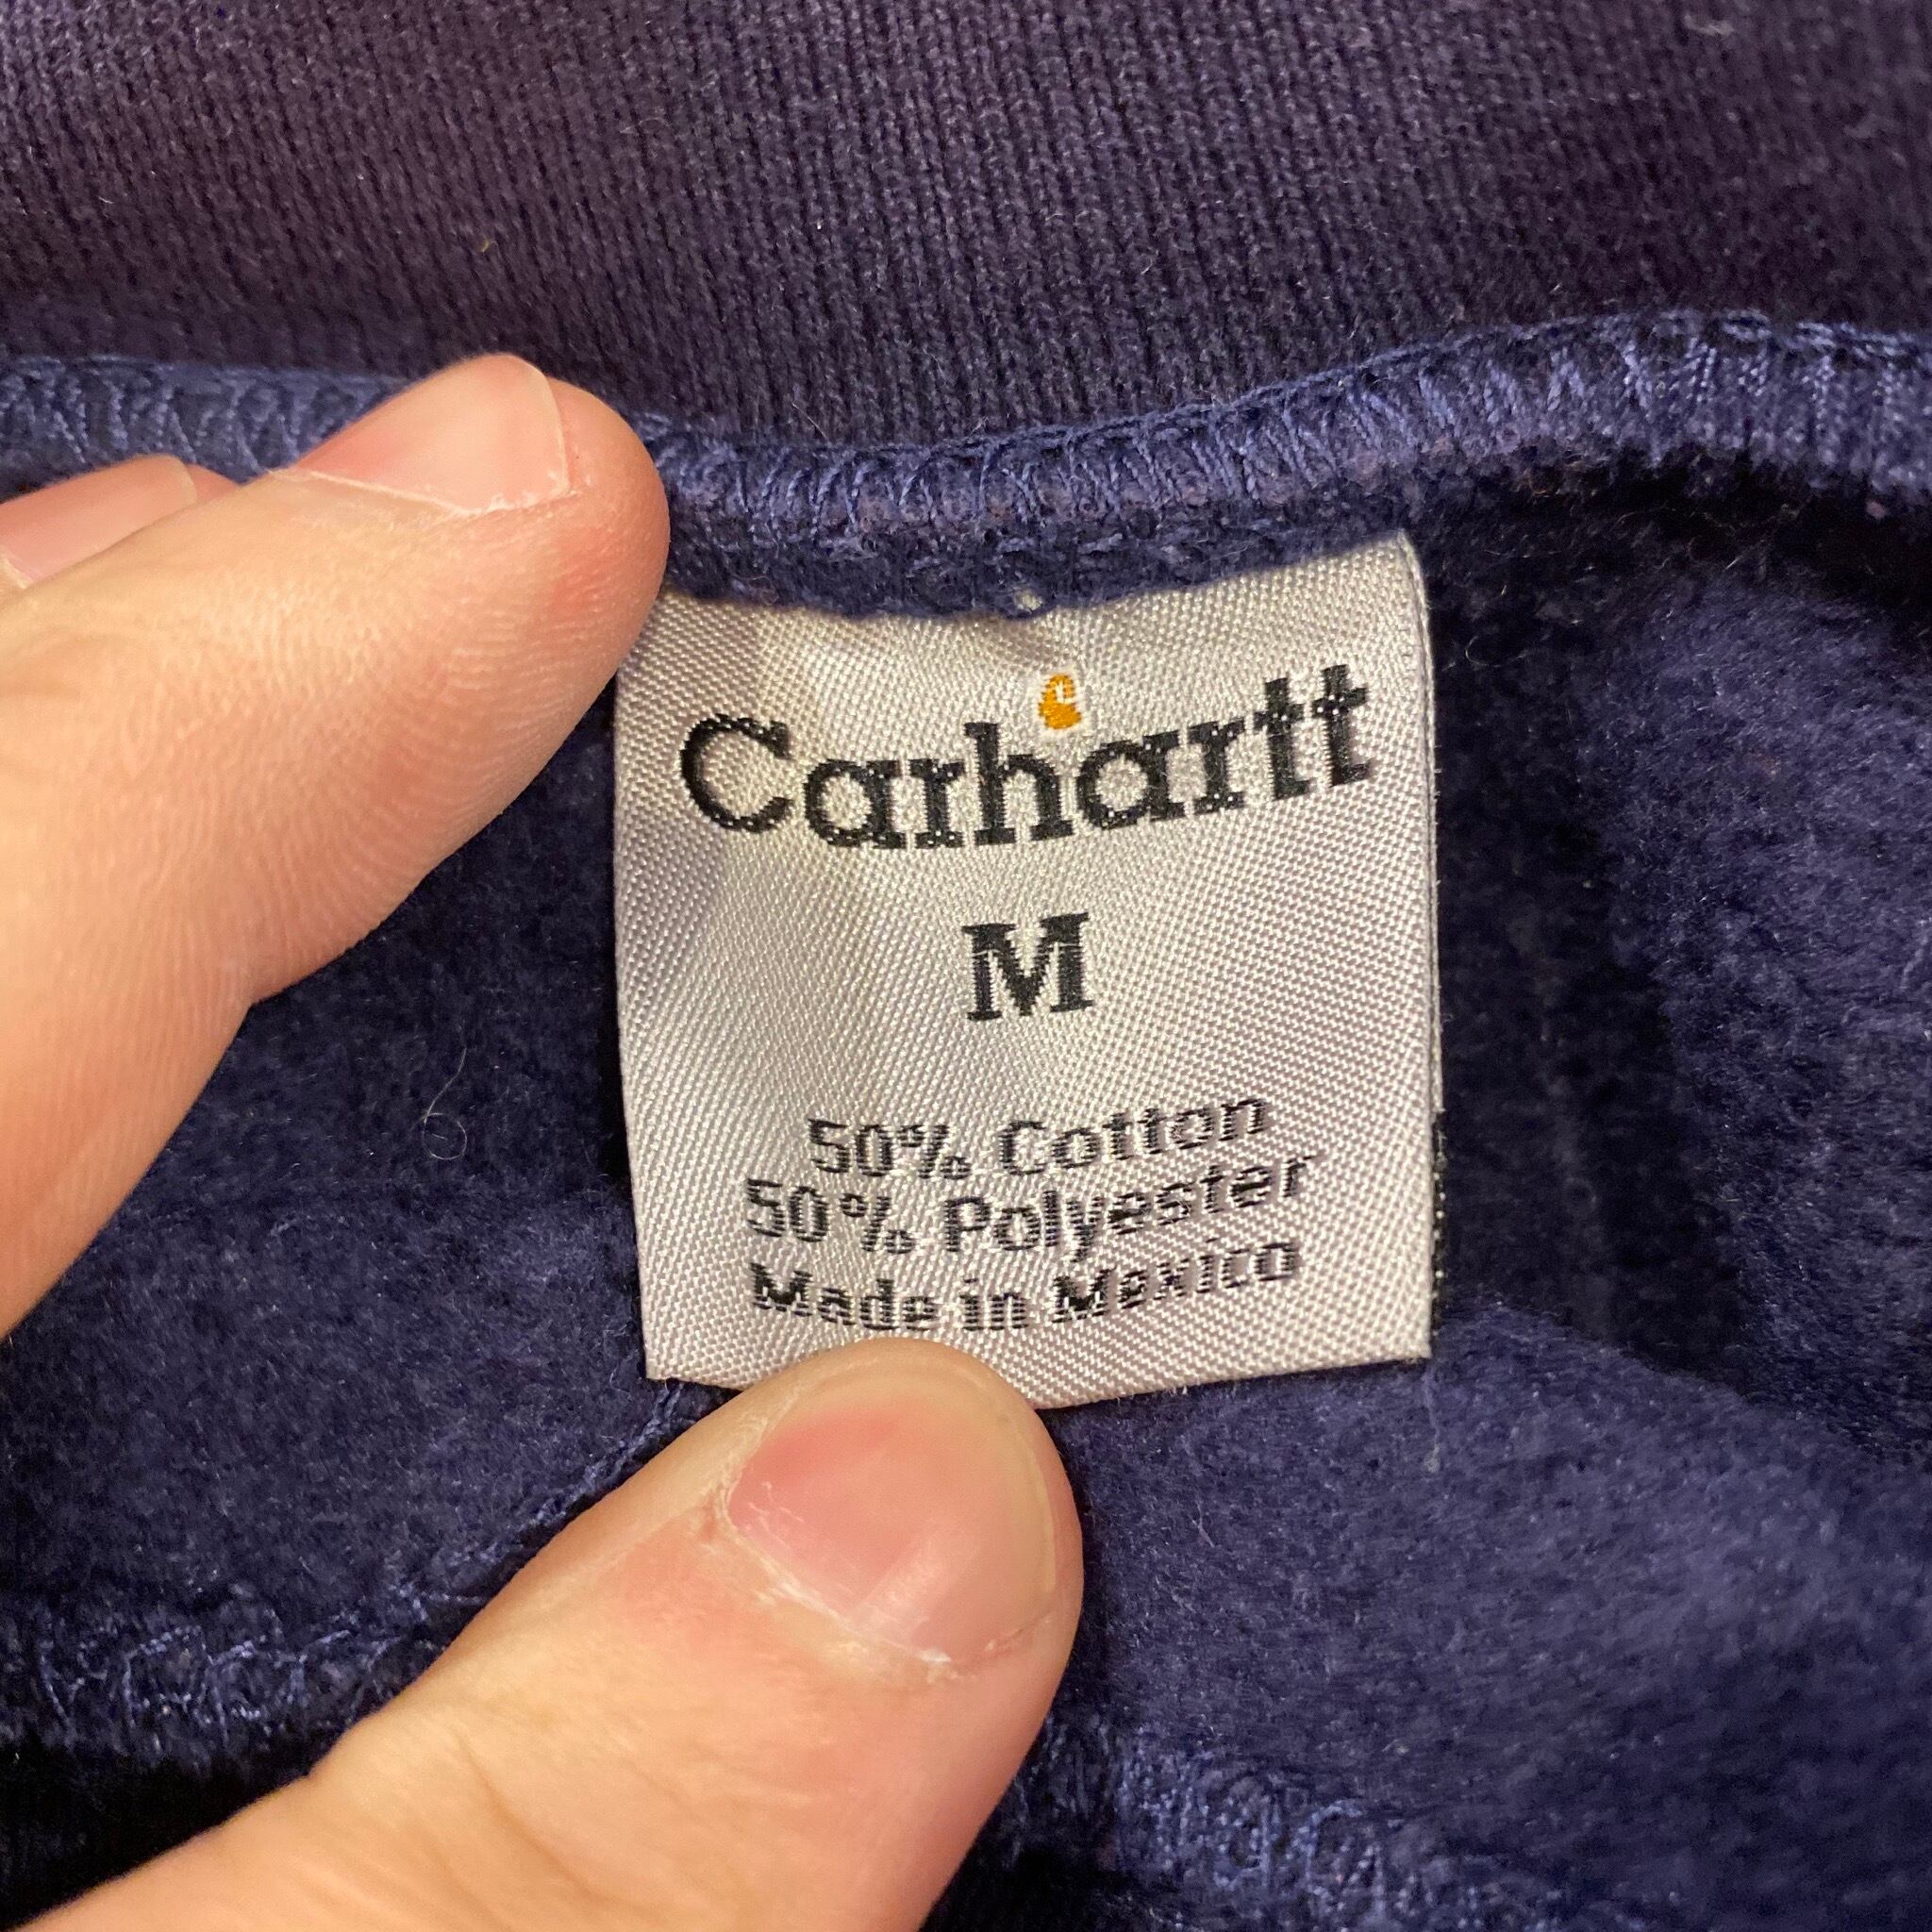 Carhartt
M
50% Cotton
50% Polyester
Made in Mexico